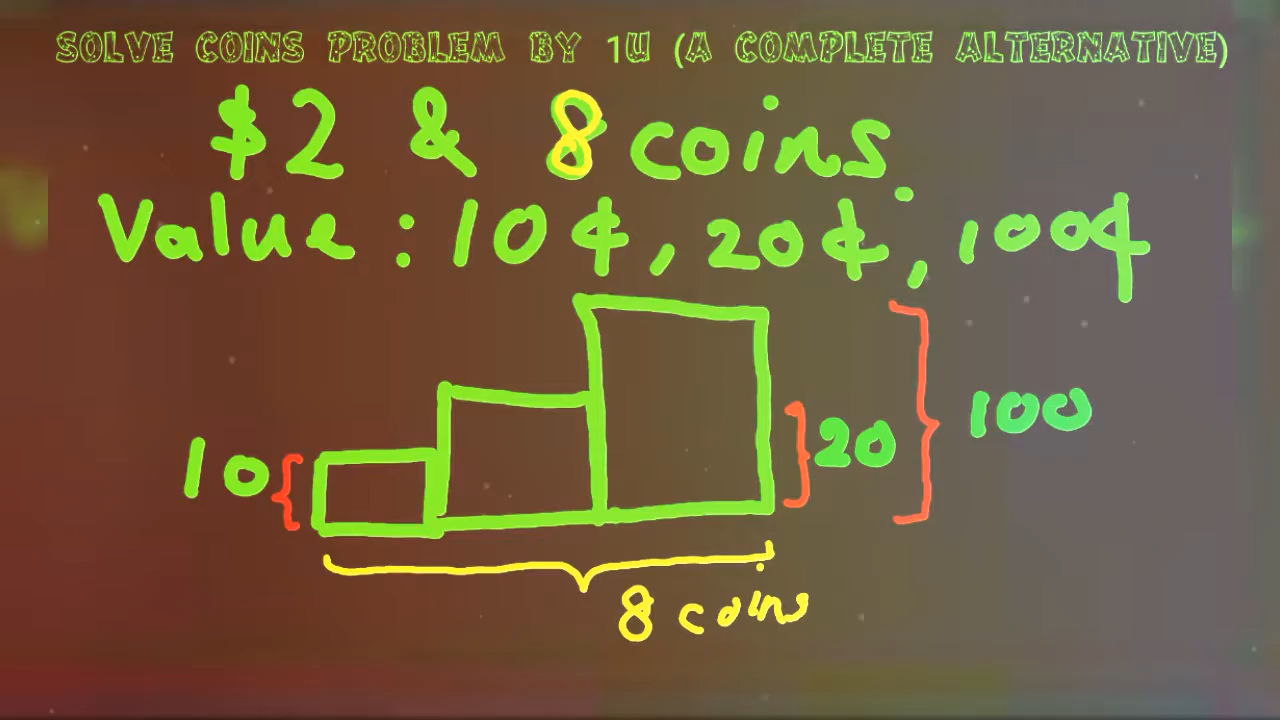 SOLVE COINS PROBLEM BY 1U (A COMPLETE ALTERNATIVE)
$2 & 8 coins.
Value : 10¢, 20¢, 100¢
10 20 100
8 coins